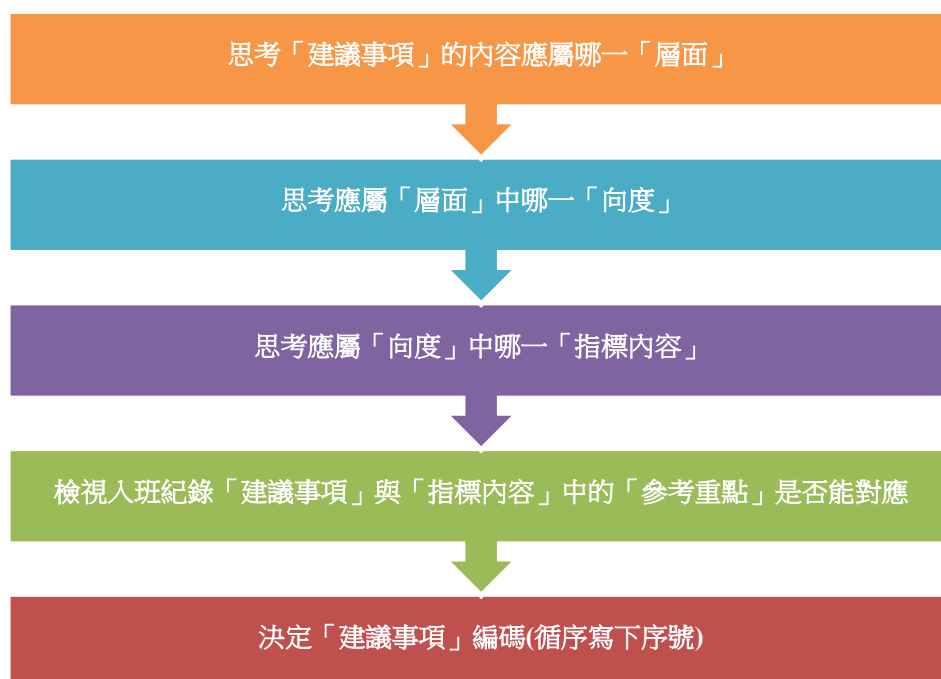 思考「建議事項」的內容應屬哪一「層面」
思考應屬「層面」中哪一「向度」
思考應屬「向度」中哪一「指標內容」
檢視入班紀錄「建議事項」與「指標內容」中的「參考重點」是否能對應
決定「建議事項」編碼(循序寫下序號)